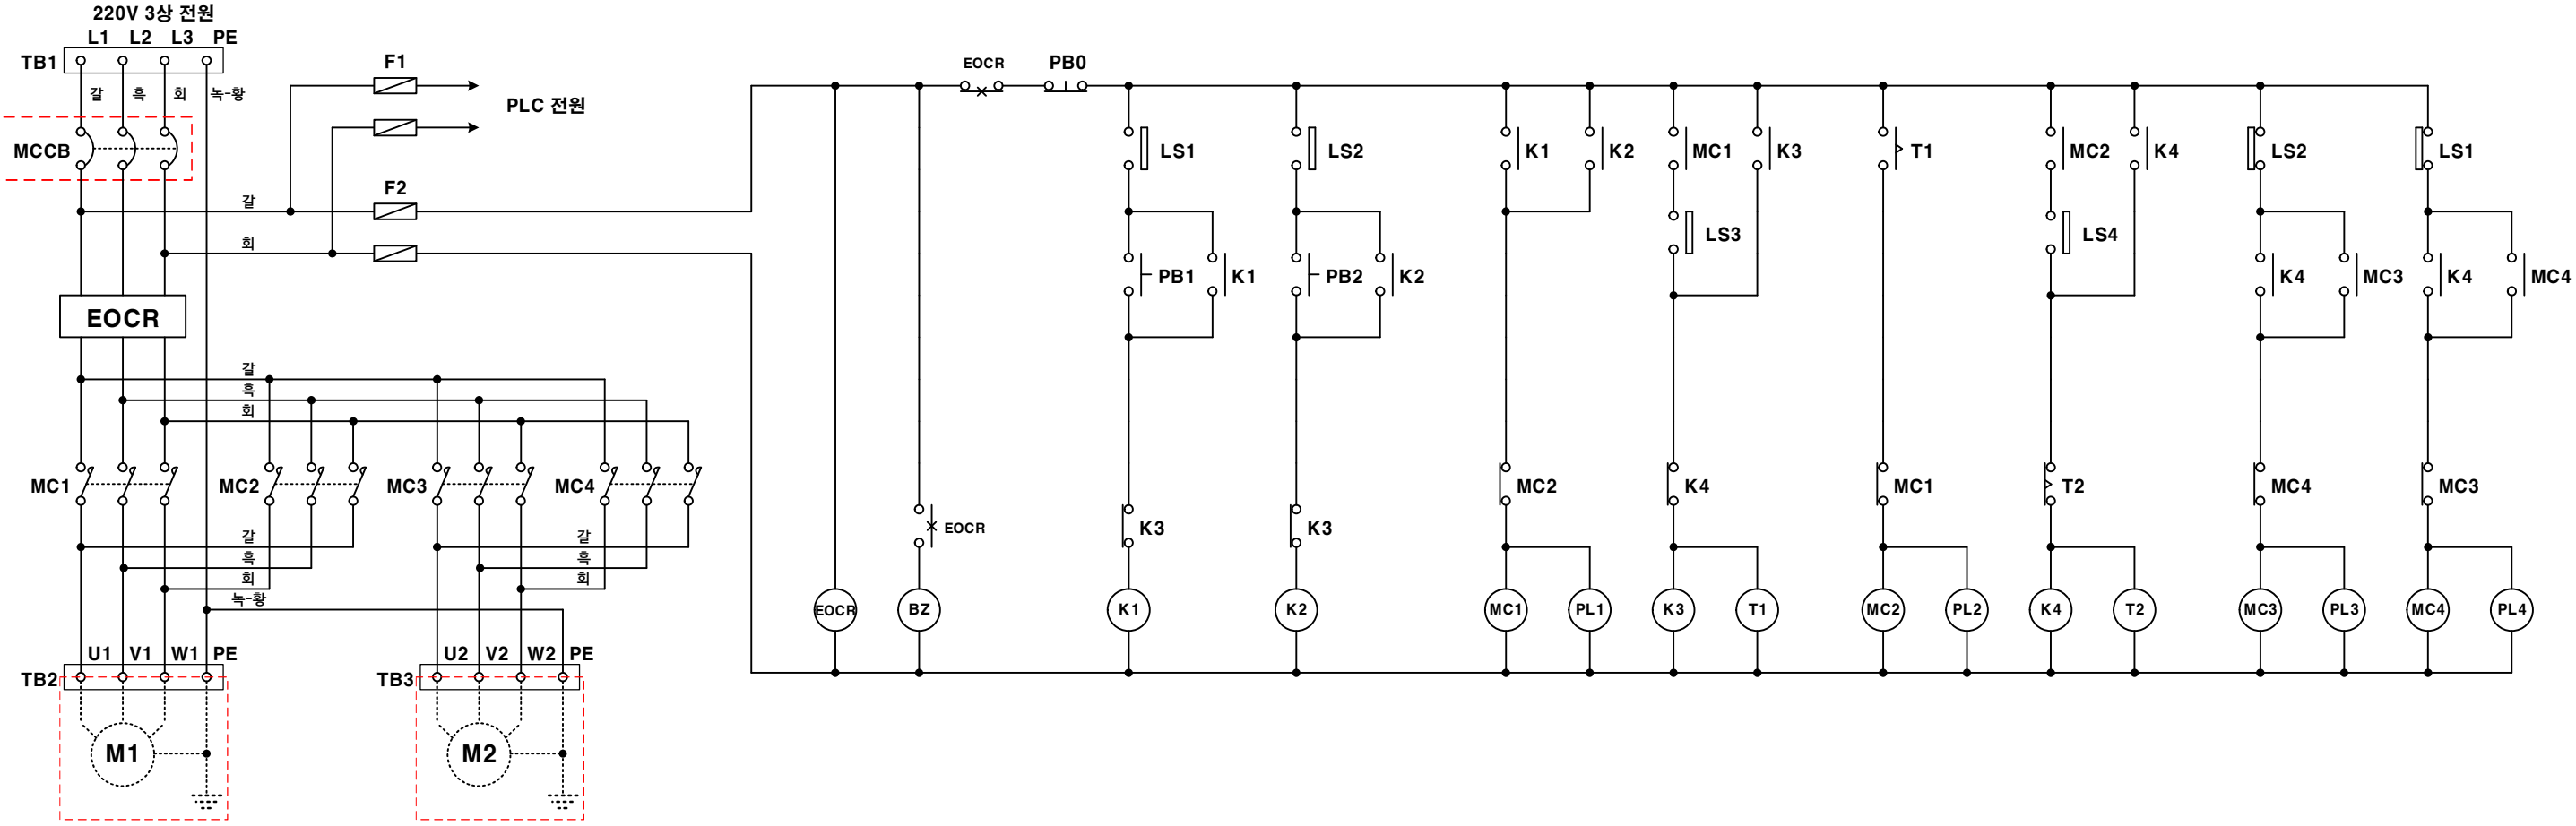 220V 3상 전원
L1 L2 L3 PE
TB1
갈 흑 회 녹-황
MCCB
F1
PLC 전원
F2
갈
회
EOCR
갈
흑
회
MC1 MC2 MC3 MC4
갈
흑
회
녹-황
갈
흑
회
U1 V1 W1 PE
TB2
U2 V2 W2 PE
TB3
M1
M2
EOCR PB0
LS1 LS2 K1 K2 MC1 K3 T1 MC2 K4 LS2 LS1
LS3 LS4
PB1 K1 PB2 K2 K4 MC3 K4 MC4
MC2 K4 MC1 T2 MC4 MC3
EOCR K3 K3
EOCR BZ K1 K2 MC1 PL1 K3 T1 MC2 PL2 K4 T2 MC3 PL3 MC4 PL4